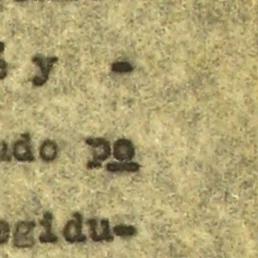 y -
udo po
egidu-